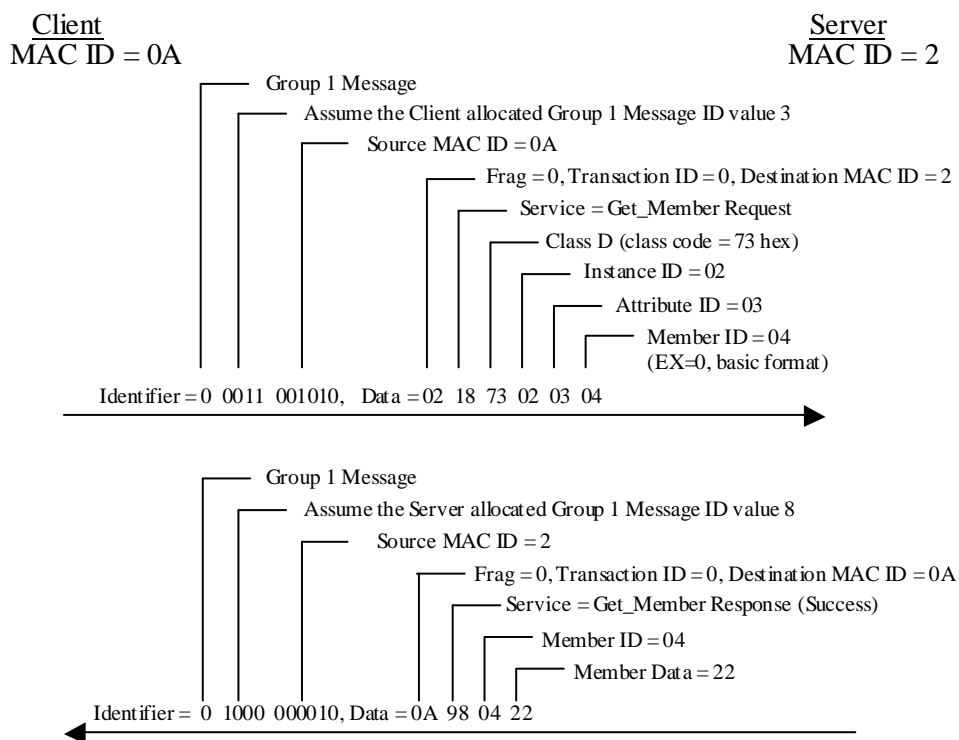 Client
MAC ID = 0A
Server
MAC ID = 2
Group 1 Message
Assume the Client allocated Group 1 Message ID value 3
Source MAC ID = 0A
Frag = 0, Transaction ID = 0, Destination MAC ID = 2
Service = Get_Member Request
Class D (class code = 73 hex)
Instance ID = 02
Attribute ID = 03
Member ID = 04
(EX=0, basic format)
Identifier = 0 0011 001010, Data = 02 18 73 02 03 04
Group 1 Message
Assume the Server allocated Group 1 Message ID value 8
Source MAC ID = 2
Frag = 0, Transaction ID = 0, Destination MAC ID = 0A
Service = Get_Member Response (Success)
Member ID = 04
Member Data = 22
Identifier = 0 1000 000010, Data = 0A 98 04 22